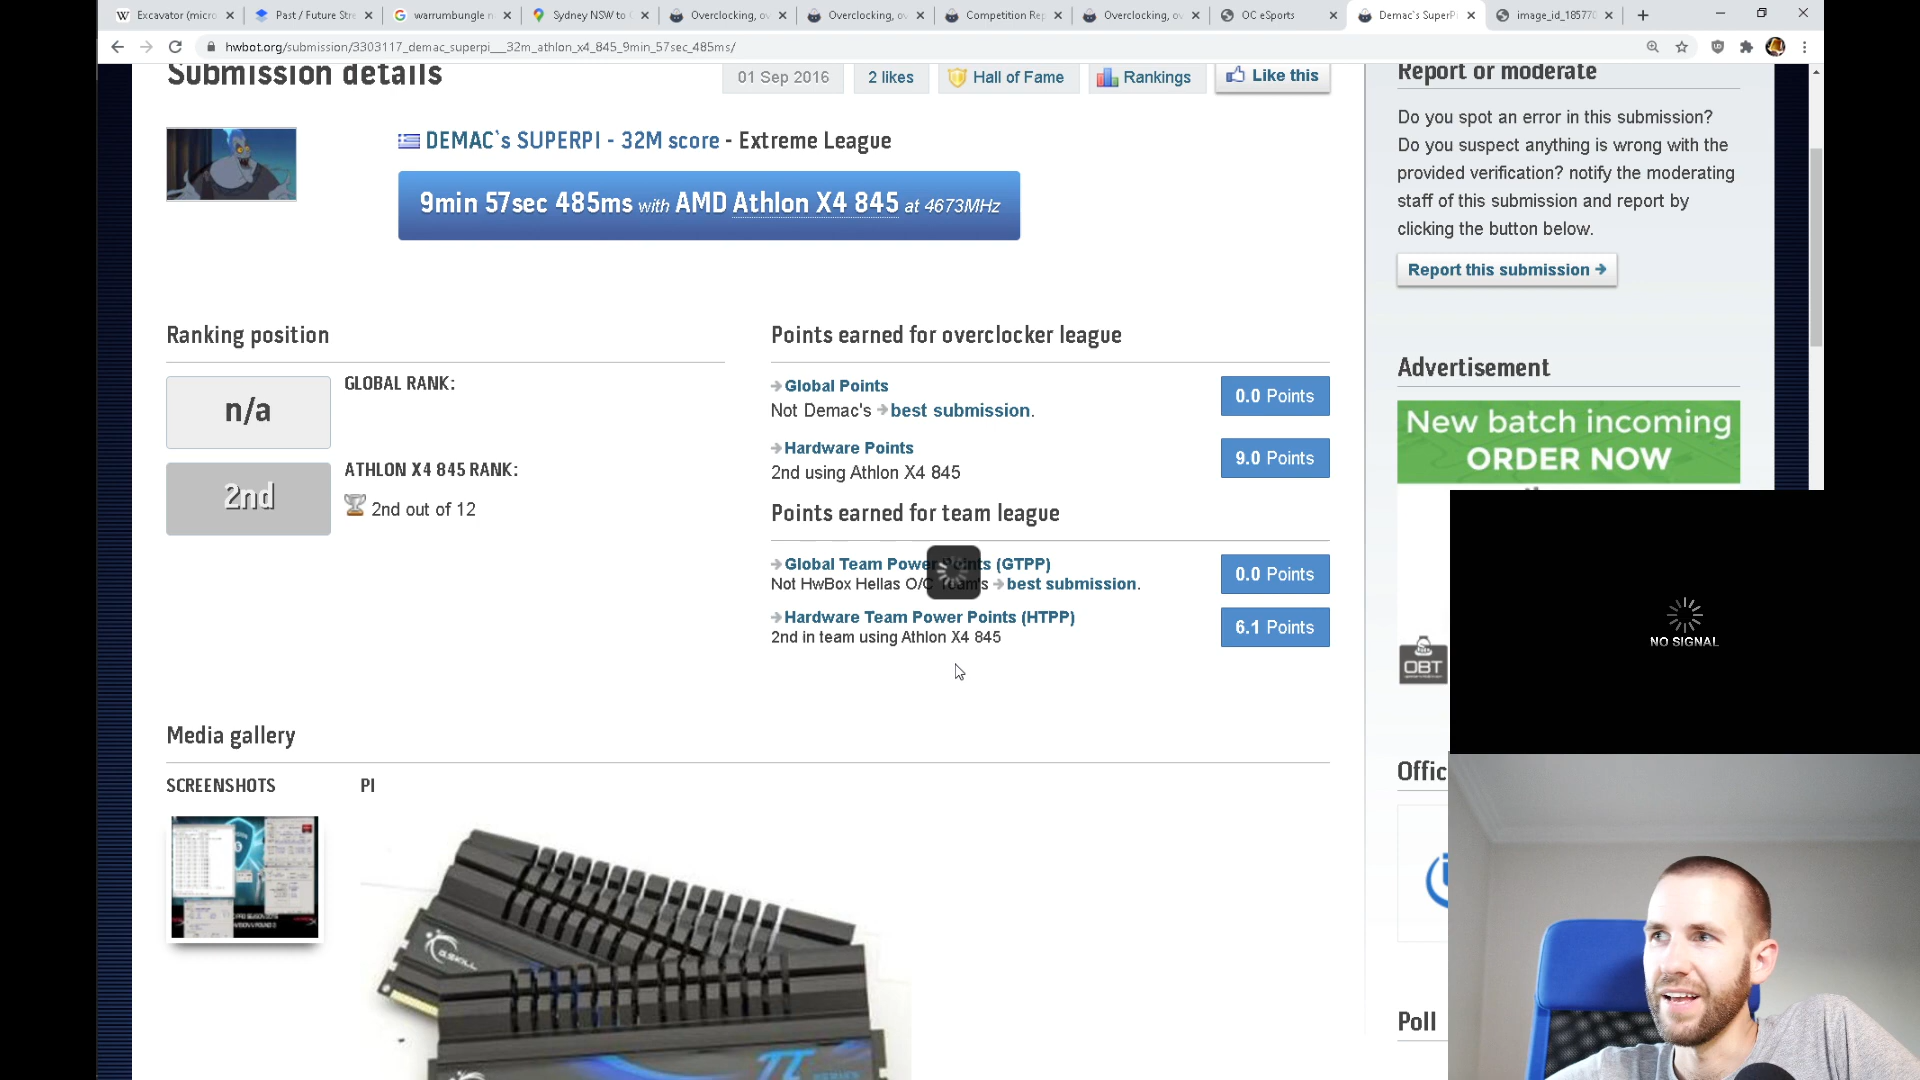 Excavator (micro
Past / Future Stre
warrumbungle n
Sydney NSW to
Overclocking, ov
Overclocking, ov
Competition Rep
Overclocking, ov
OC eSports
Demac`s SuperPi
image_id_18577
hwbot.org/submission/3303117_demac_superpi___32m_athlon_x4_845_9min_57sec_485ms/
Submission details
01 Sep 2016
2 likes
Hall of Fame
Rankings
Like this
DEMAC`s SUPERPI - 32M score - Extreme League
9min 57sec 485ms with AMD Athlon X4 845 at 4673MHz
Ranking position
n/a
GLOBAL RANK:
2nd
ATHLON X4 845 RANK:
2nd out of 12
Points earned for overclocker league
Global Points
Not Demac's best submission.
0.0 Points
Hardware Points
2nd using Athlon X4 845
9.0 Points
Points earned for team league
Global Team Power Points (GTPP)
Not HwBox Hellas O/C Team's best submission.
0.0 Points
Hardware Team Power Points (HTPP)
2nd in team using Athlon X4 845
6.1 Points
Media gallery
SCREENSHOTS
PI
G.SKILL
SERIES
Report or moderate
Do you spot an error in this submission?
Do you suspect anything is wrong with the
provided verification? notify the moderating
staff of this submission and report by
clicking the button below.
Report this submission
Advertisement
New batch incoming
ORDER NOW
OBT
NO SIGNAL
Offic
Poll